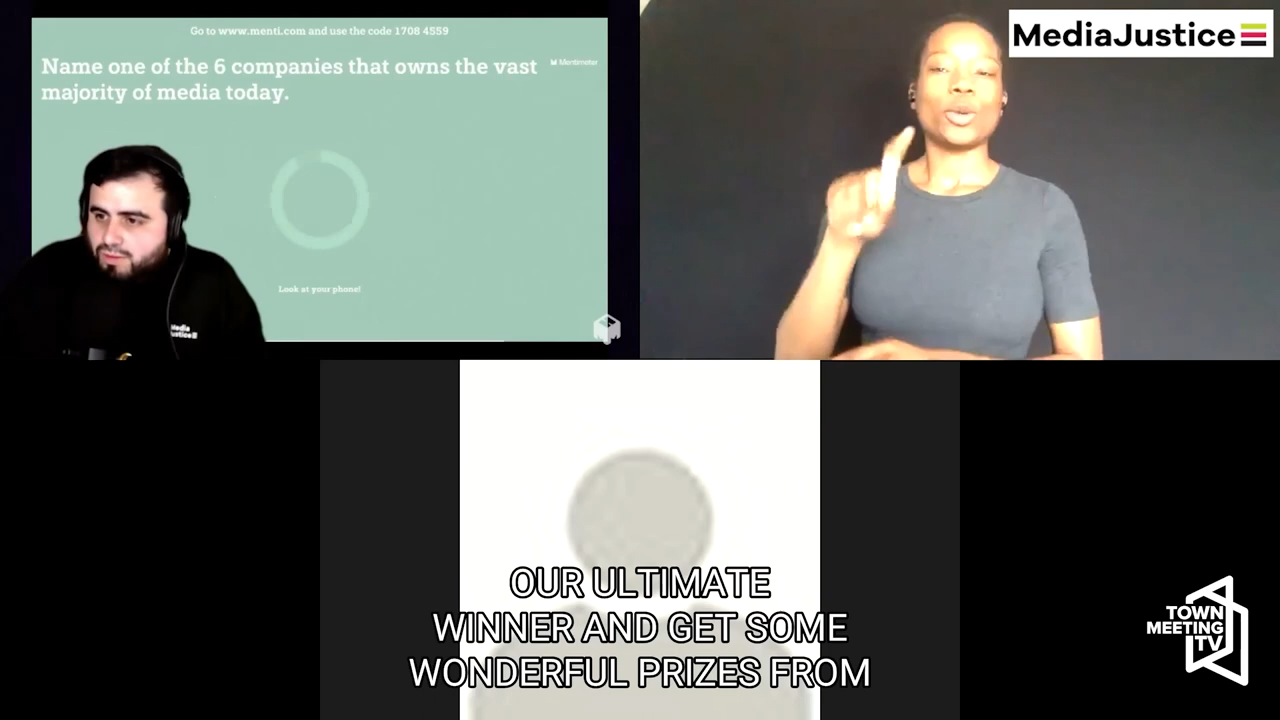 Go to www.menti.com and use the code 1708 4559
Name one of the 6 companies that owns the vast
majority of media today.
Mentimeter
Look at your phone!
Media
Justice
MediaJustice
OUR ULTIMATE
WINNER AND GET SOME
WONDERFUL PRIZES FROM
TOWN
MEETING
TV